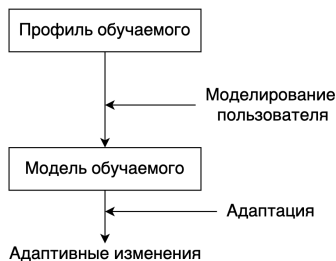 Профиль обучаемого
Моделирование
пользователя
Модель обучаемого
Адаптация
Адаптивные изменения